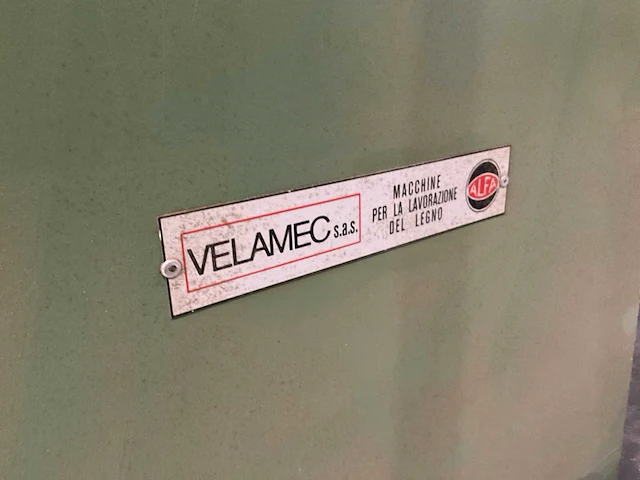 VELAMEC s.a.s.
MACCHINE
PER LA LAVORAZIONE
DEL LEGNO
ALFA